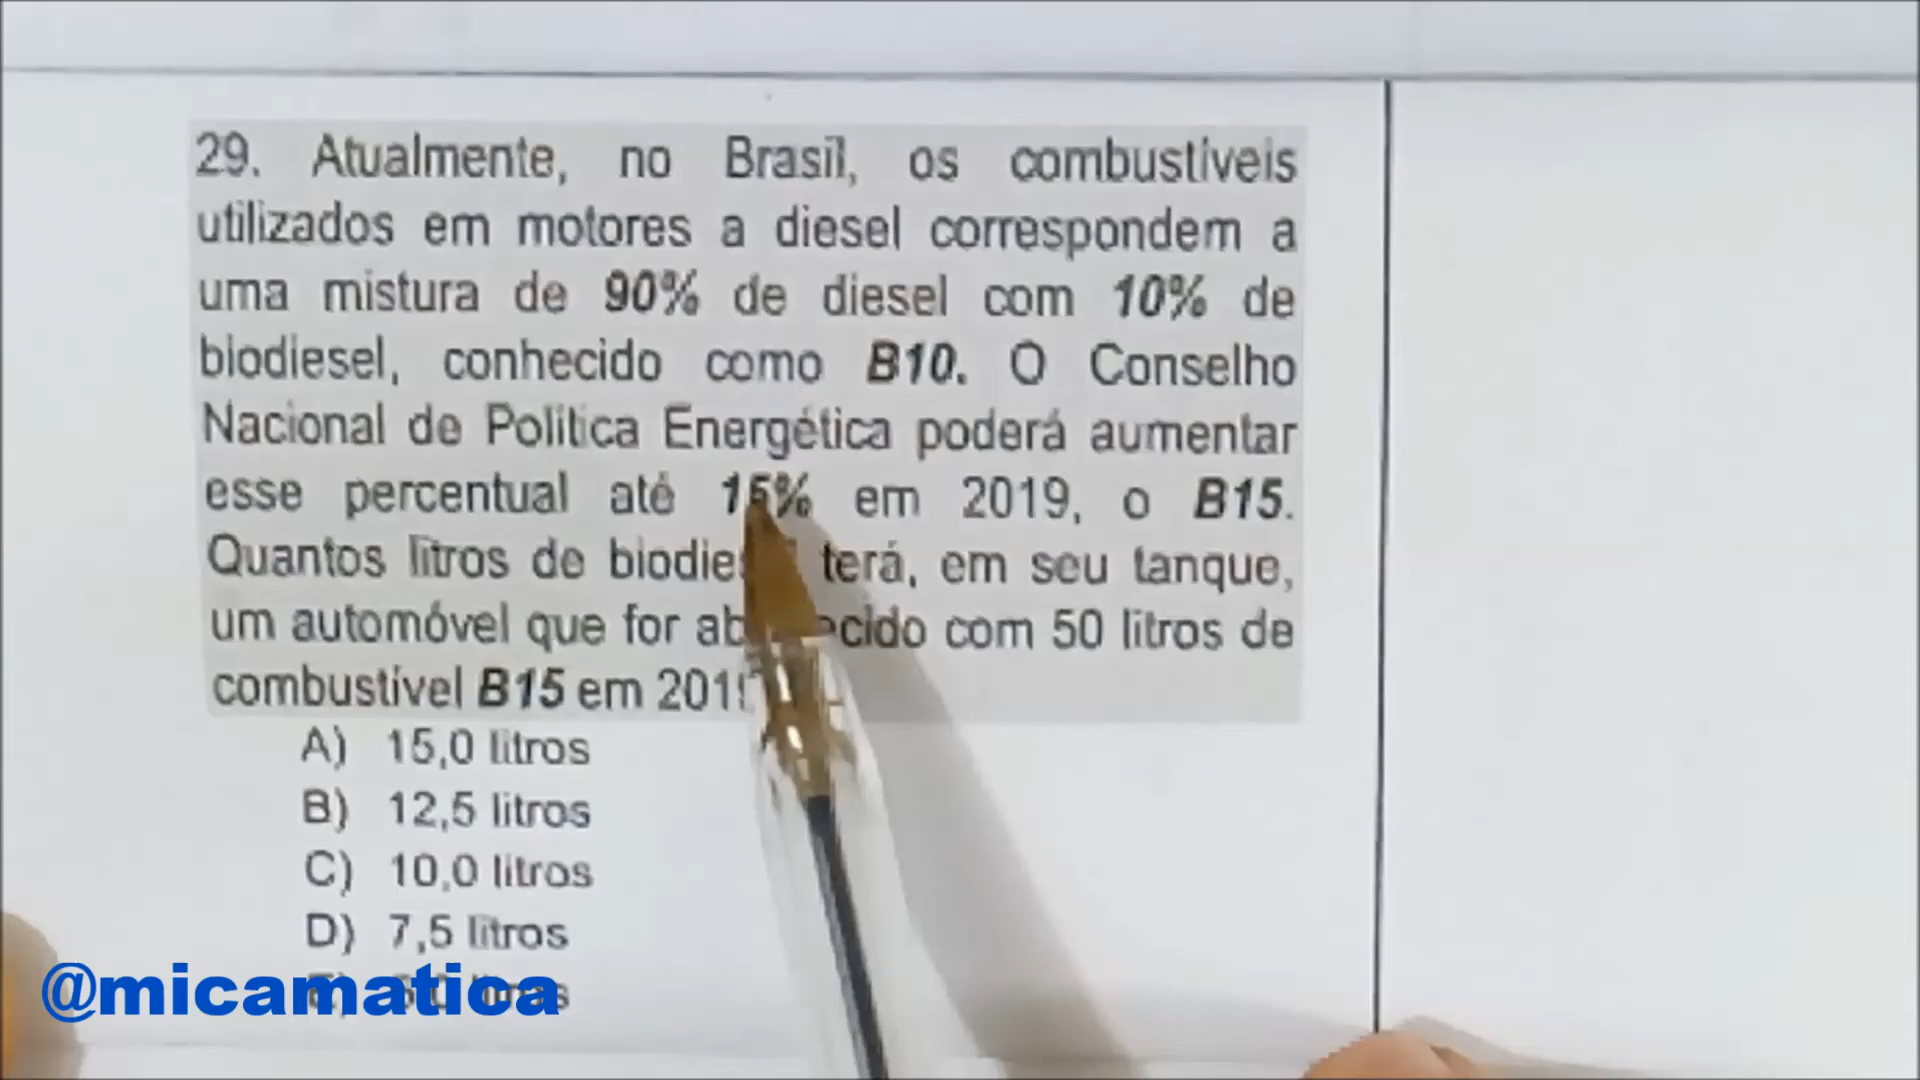 29. Atualmente, no Brasil, os combustíveis
utilizados em motores a diesel correspondem a
uma mistura de 90% de diesel com 10% de
biodiesel, conhecido como B10. O Conselho
Nacional de Política Energética poderá aumentar
esse percentual até 15% em 2019, o B15.
Quantos litros de terá, em seu tanque,
um automóvel que for com 50 litros de
combustível B15 em
A) 15,0 litros
B) 12,5 litros
C) 10,0 litros
D) 7,5 litros
@micamatica